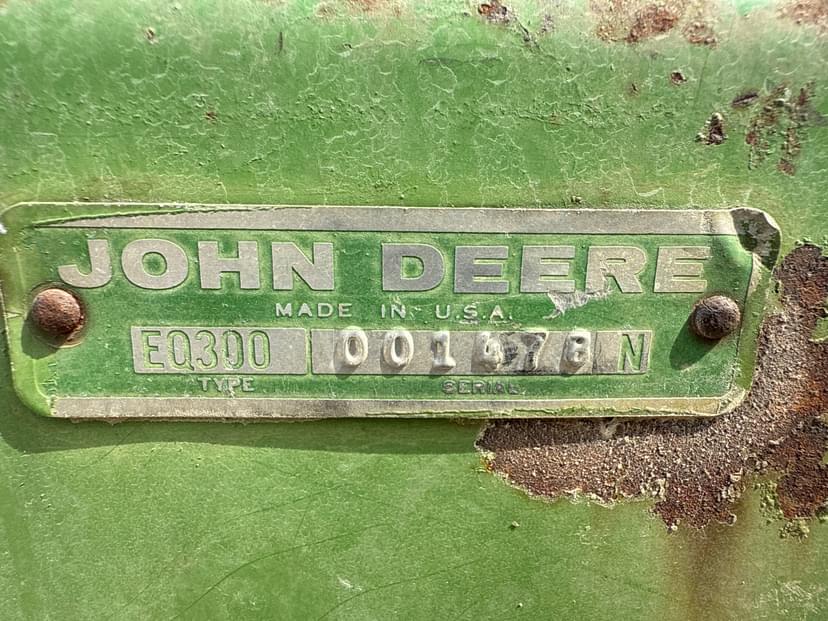 JOHN DEERE
MADE IN U.S.A.
EQ300 N
TYPE SERIAL